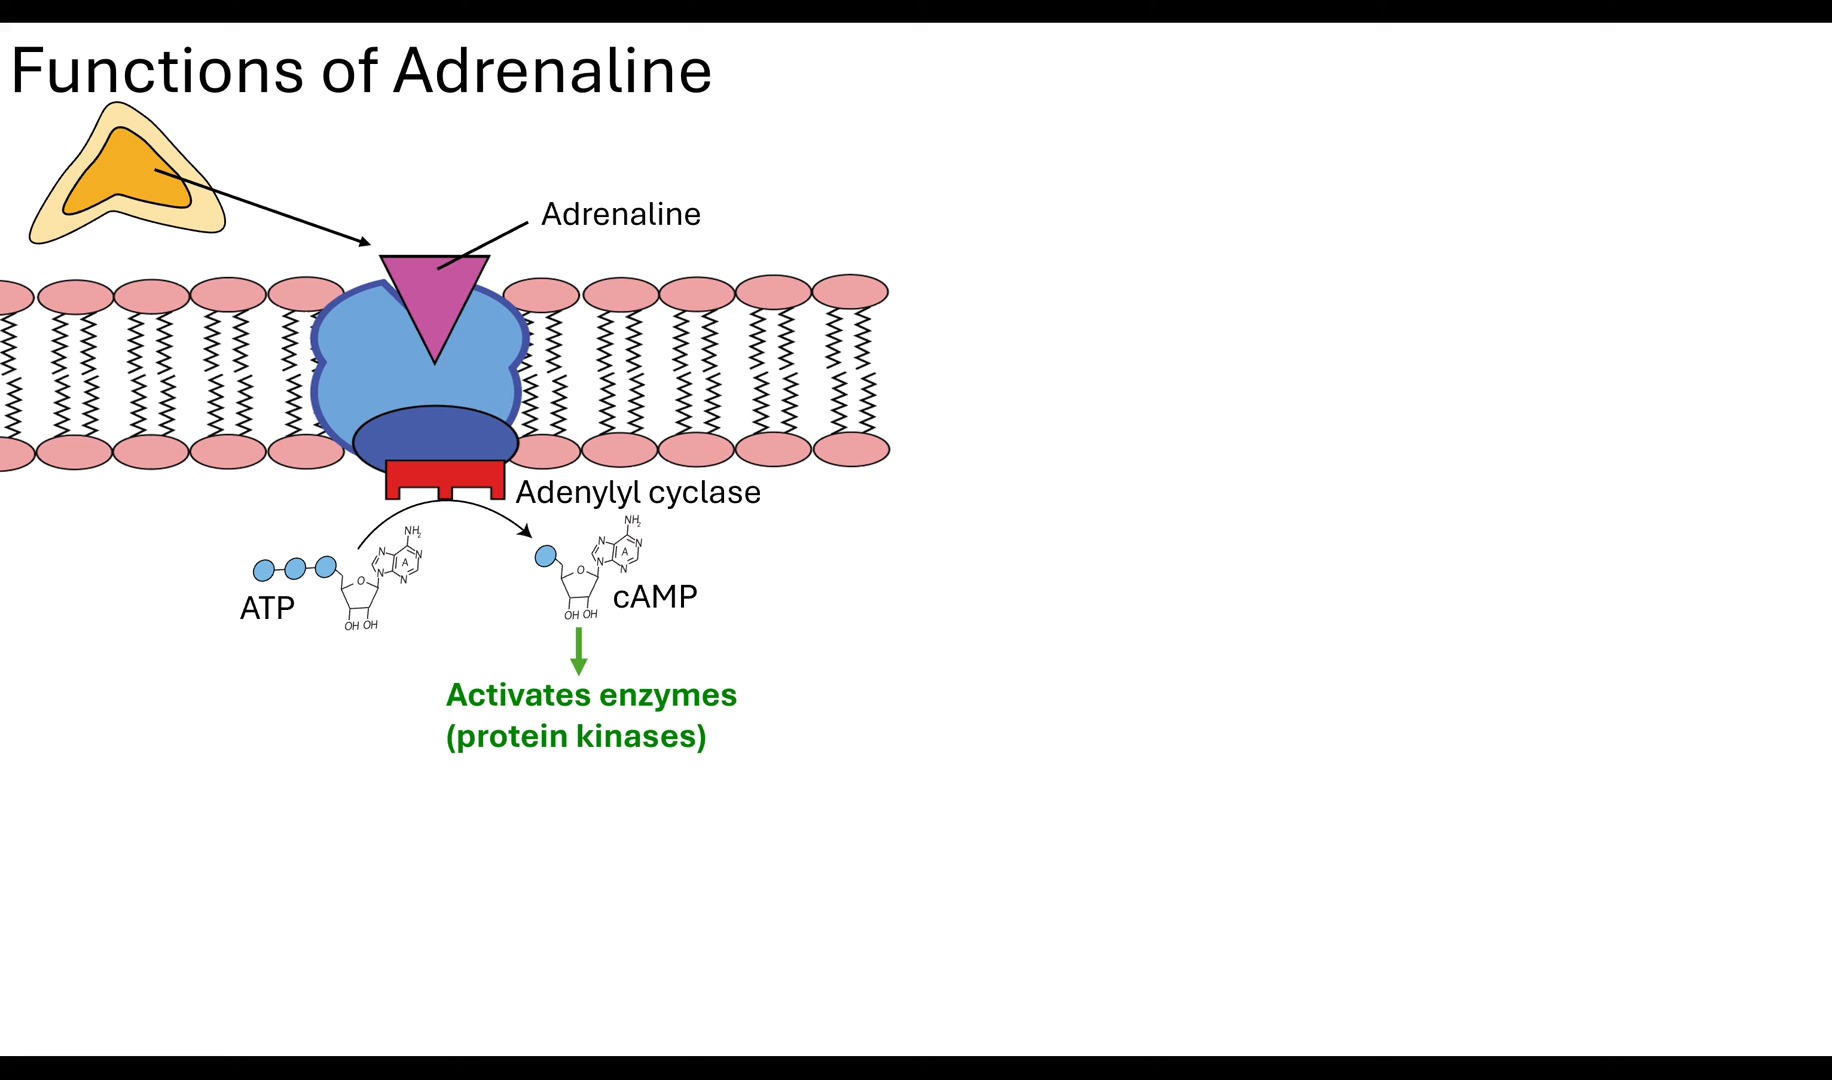 Functions of Adrenaline
Adrenaline
Adenylyl cyclase
NH2
N
N
A
N
N
O
OH OH
ATP
NH2
N
N
A
N
N
O
OH OH
cAMP
Activates enzymes
(protein kinases)